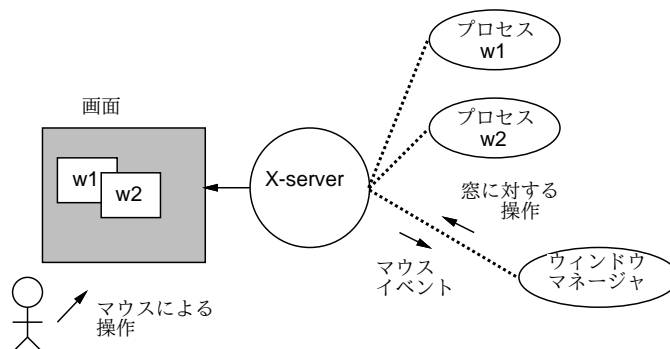 プロセス
w1
画面
プロセス
w2
w1
w2
X-server
窓に対する
操作
マウス
イベント
ウィンドウ
マネージャ
マウスによる
操作